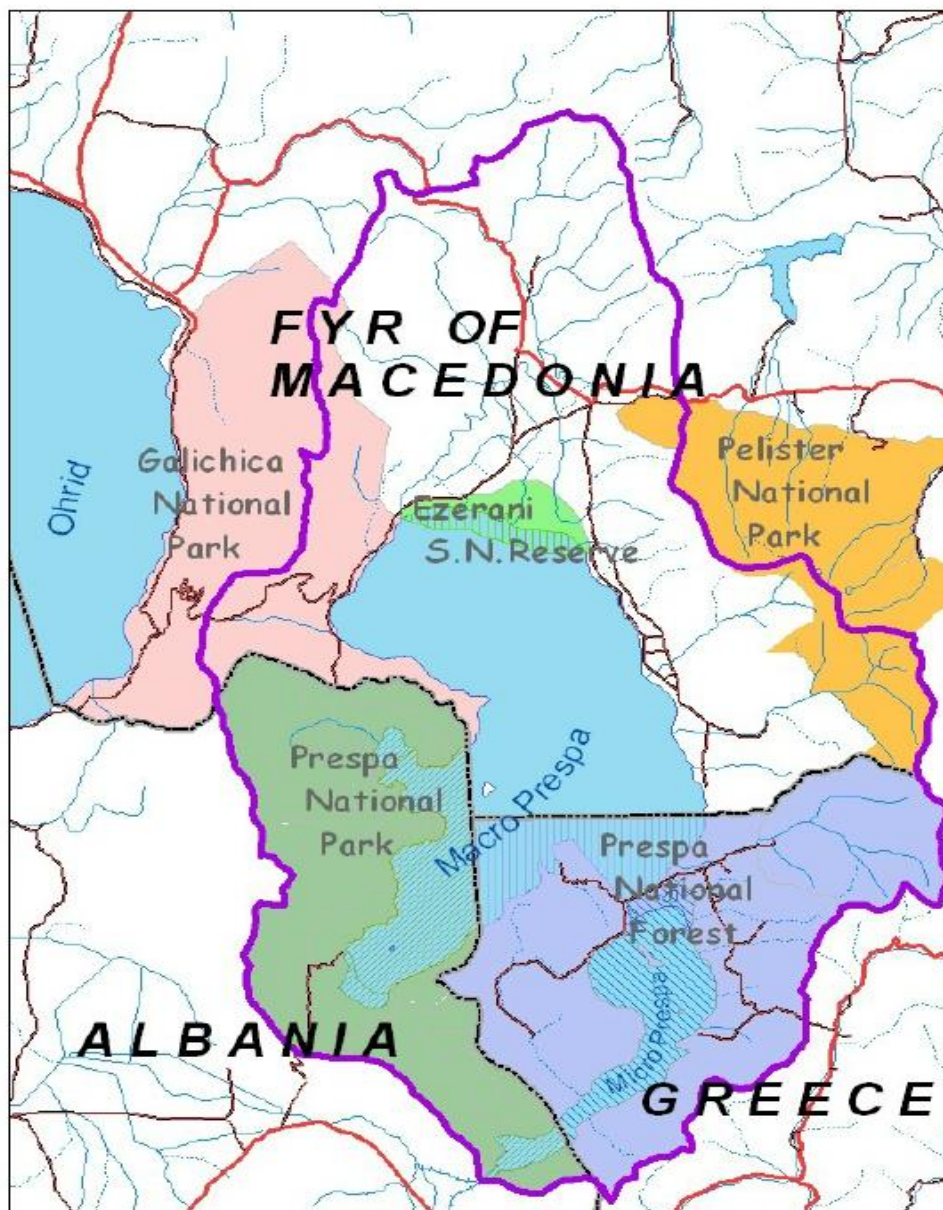 FYR OF
MACEDONIA
Galichica
National
Park
Ohrid
Pelister
National
Park
Ezerani
S.N.Reserve
Prespa
National
Park
Macro Prespa
Prespa
National
Forest
Micro Prespa
ALBANIA
GREECE